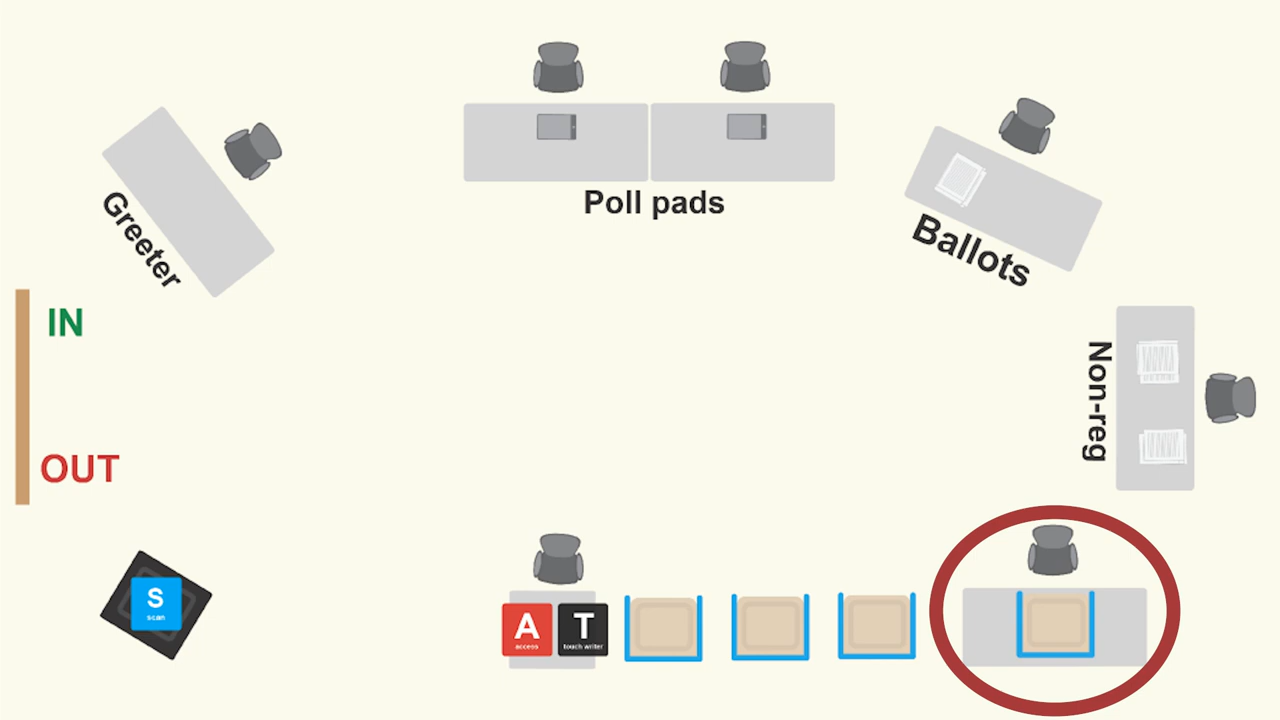 Poll pads
Greeter
Ballots
IN
Non-reg
OUT
S
scan
A
access
T
touch writer